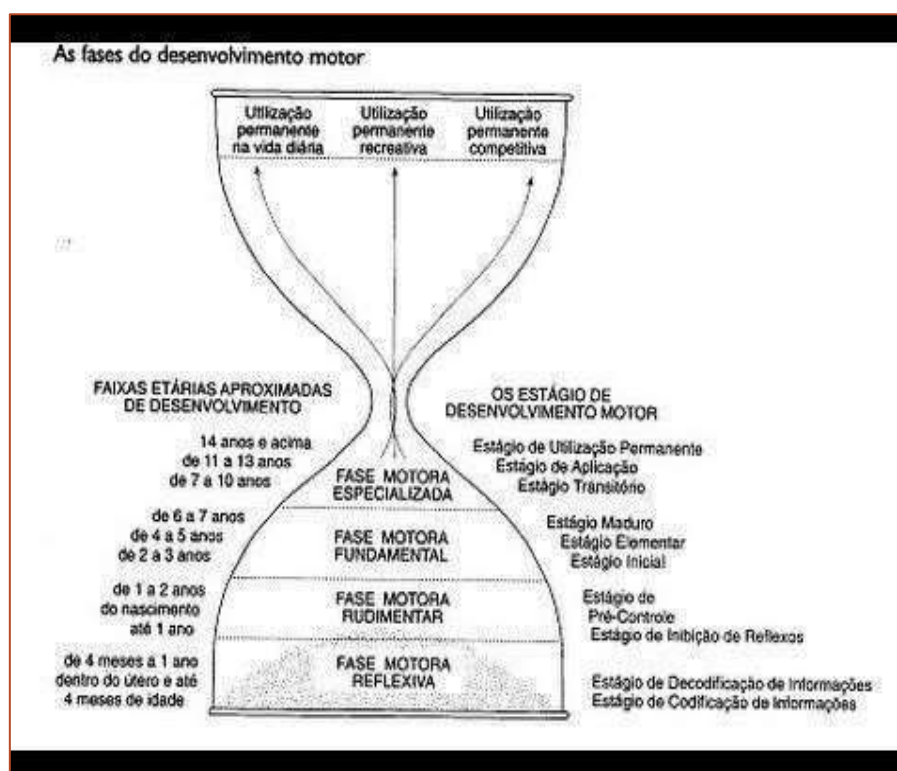 As fases do desenvolvimento motor
Utilização
permanente
na vida diária
Utilização
permanente
recreativa
Utilização
permanente
competitiva
FAIXAS ETÁRIAS APROXIMADAS
DE DESENVOLVIMENTO
OS ESTÁGIO DE
DESENVOLVIMENTO MOTOR
14 anos e acima
de 11 a 13 anos
de 7 a 10 anos
FASE MOTORA
ESPECIALIZADA
Estágio de Utilização Permanente
Estágio de Aplicação
Estágio Transitório
de 6 a 7 anos
de 4 a 5 anos
de 2 a 3 anos
FASE MOTORA
FUNDAMENTAL
Estágio Maduro
Estágio Elementar
Estágio Inicial
de 1 a 2 anos
do nascimento
até 1 ano
FASE MOTORA
RUDIMENTAR
Estágio de
Pré-Controle
Estágio de Inibição de Reflexos
de 4 meses a 1 ano
dentro do útero e até
4 meses de idade
FASE MOTORA
REFLEXIVA
Estágio de Decodificação de Informações
Estágio de Codificação de Informações